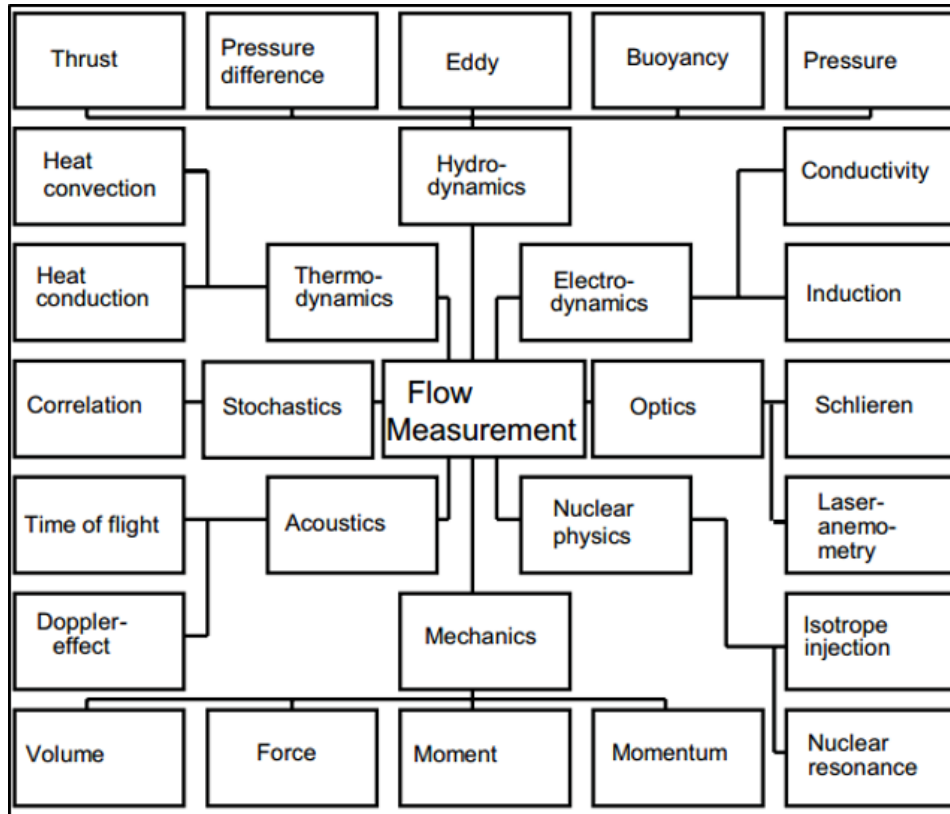 Thrust
Pressure
difference
Eddy
Buoyancy
Pressure
Heat
convection
Hydro-
dynamics
Conductivity
Heat
conduction
Thermo-
dynamics
Electro-
dynamics
Induction
Correlation
Stochastics
Flow
Measurement
Optics
Schlieren
Time of flight
Acoustics
Nuclear
physics
Laser-
anemo-
metry
Doppler-
effect
Mechanics
Isotrope
injection
Volume
Force
Moment
Momentum
Nuclear
resonance